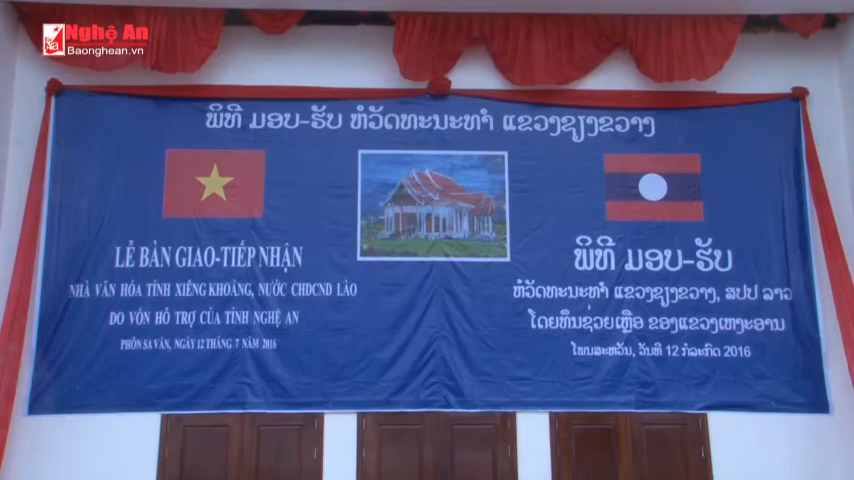 Nghệ An
Baonghean.vn
ພິທີ ມອບ-ຮັບ ຫໍວັດທະນະທຳ ແຂວງຊຽງຂວາງ
LỄ BÀN GIAO-TIẾP NHẬN
NHÀ VĂN HÓA TỈNH XIÊNG KHOẢNG, NƯỚC CHDCND LÀO
DO VỐN HỖ TRỢ CỦA TỈNH NGHỆ AN
PHÔN SA VẲN, NGÀY 12 THÁNG 7 NĂM 2016
ພິທີ ມອບ-ຮັບ
ຫໍວັດທະນະທຳ ແຂວງຊຽງຂວາງ, ສປປ ລາວ
ໂດຍທຶນຊ່ວຍເຫຼືອ ຂອງແຂວງເຫງະອານ
ໂພນສະຫວັນ, ວັນທີ 12 ກໍລະກົດ 2016